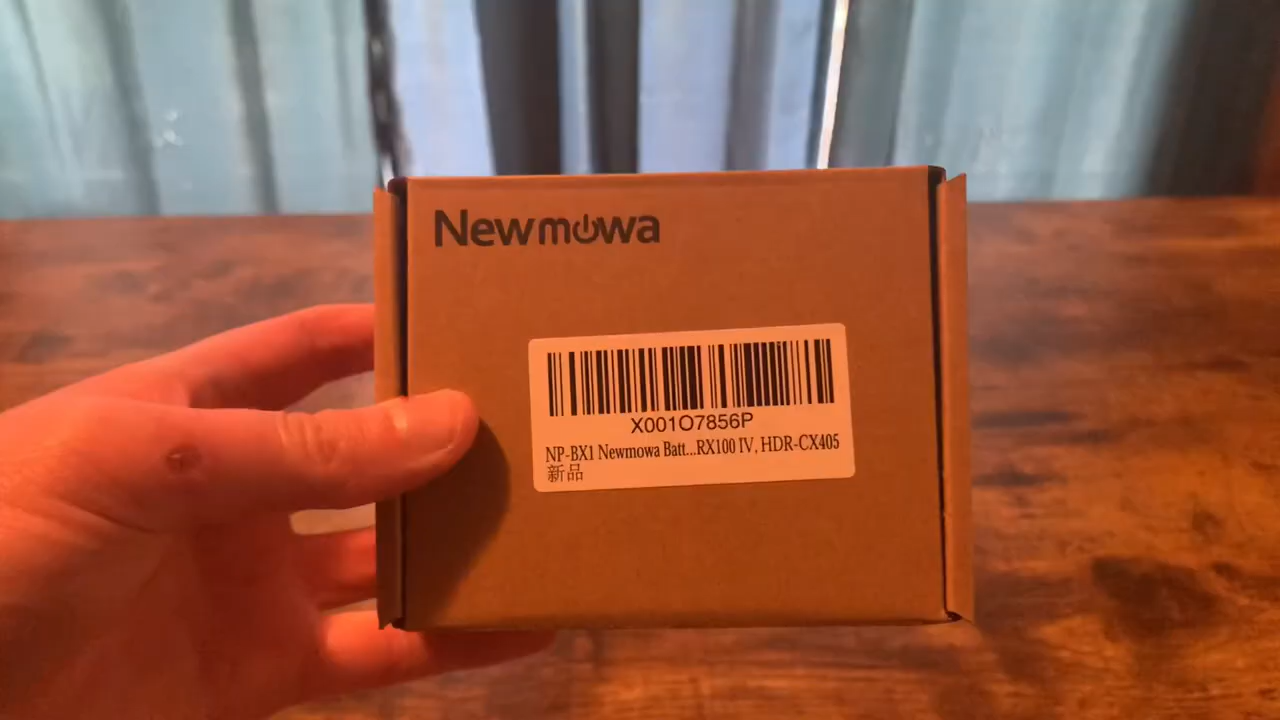 Newmowa
X001O7856P
NP-BX1 Newmowa Batt...RX100 IV, HDR-CX405
新品